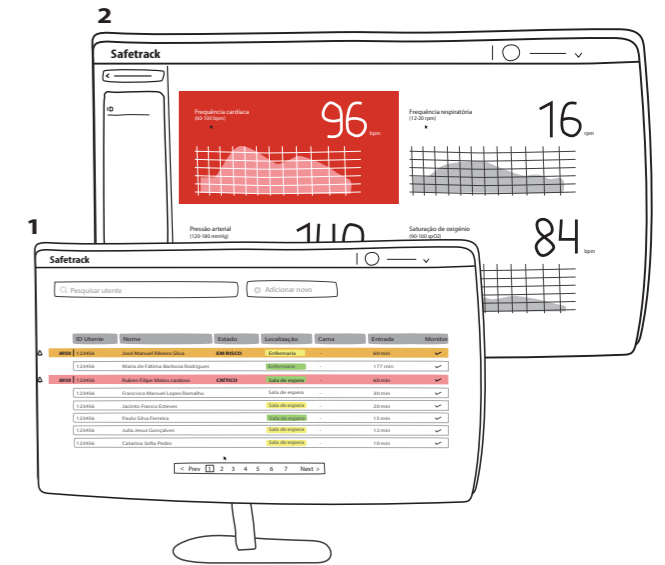 2
Safetrack
ID
Frequência cardíaca
(60-100 bpm)
96
bpm
Frequência respiratória
(12-20 rpm)
16
rpm
Pressão arterial
(120-180 mmHg)
Saturação de oxigénio
(90-100 spO2)
84
bpm
1
Safetrack
Pesquisar utente
Adicionar novo
ID Utente Nome Estado Localização Cama Entrada Monitor
123456 José Manuel Ribeiro Silva EM RISCO Enfermaria - 60 min
123456 Maria de Fátima Barbosa Rodrigues Enfermaria - 177 min
123456 Ruben Filipe Matos cardoso CRÍTICO Sala de espera - 60 min
123456 Francisco Manuel Lopes Ramalho Sala de espera - 30 min
123456 Jacinto Franco Esteves Sala de espera - 20 min
123456 Paulo Silva Ferreira Sala de espera - 15 min
123456 Julia Jesus Gonçalves Sala de espera - 12 min
123456 Catarina Sofia Pedro Sala de espera - 10 min
< Prev 1 2 3 4 5 6 7 Next >